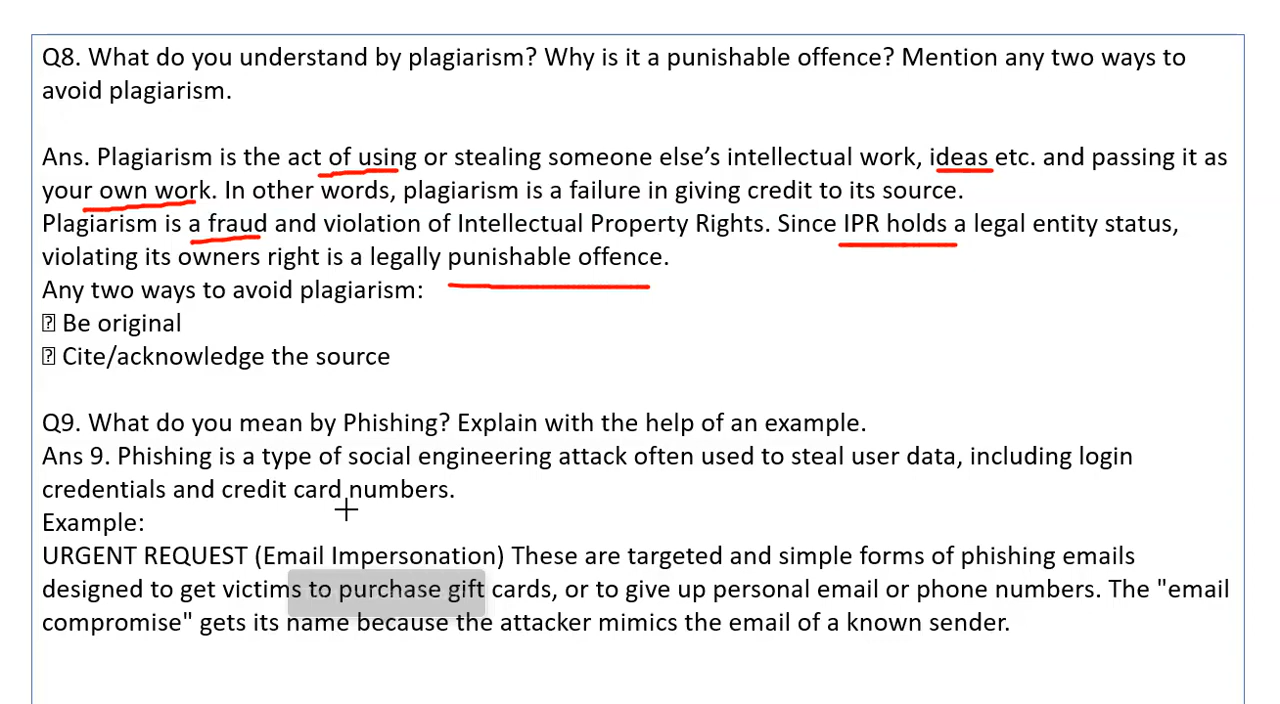 Q8. What do you understand by plagiarism? Why is it a punishable offence? Mention any two ways to
avoid plagiarism.
Ans. Plagiarism is the act of using or stealing someone else’s intellectual work, ideas etc. and passing it as
your own work. In other words, plagiarism is a failure in giving credit to its source.
Plagiarism is a fraud and violation of Intellectual Property Rights. Since IPR holds a legal entity status,
violating its owners right is a legally punishable offence.
Any two ways to avoid plagiarism:
⍰ Be original
⍰ Cite/acknowledge the source
Q9. What do you mean by Phishing? Explain with the help of an example.
Ans 9. Phishing is a type of social engineering attack often used to steal user data, including login
credentials and credit card numbers.
Example:
URGENT REQUEST (Email Impersonation) These are targeted and simple forms of phishing emails
designed to get victims to purchase gift cards, or to give up personal email or phone numbers. The "email
compromise" gets its name because the attacker mimics the email of a known sender.